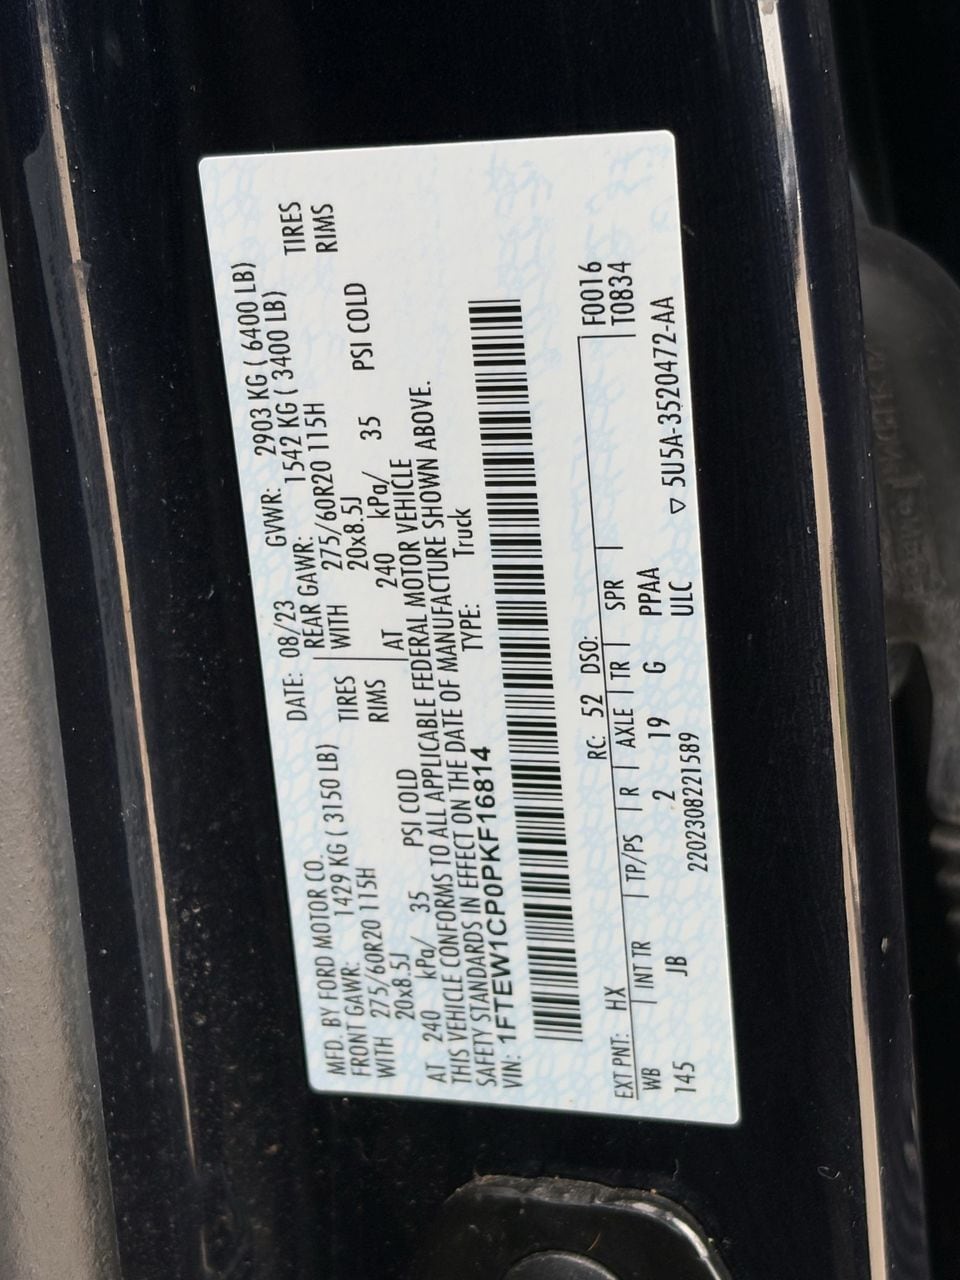 MFD. BY FORD MOTOR CO.
DATE: 08/23 GVWR: 2903 KG ( 6400 LB)
FRONT GAWR: 1429 KG ( 3150 LB) REAR GAWR: 1542 KG ( 3400 LB)
WITH 275/60R20 115H TIRES WITH 275/60R20 115H TIRES
20x8.5J RIMS 20x8.5J RIMS
AT 240 kPa/ 35 PSI COLD AT 240 kPa/ 35 PSI COLD
THIS VEHICLE CONFORMS TO ALL APPLICABLE FEDERAL MOTOR VEHICLE
SAFETY STANDARDS IN EFFECT ON THE DATE OF MANUFACTURE SHOWN ABOVE.
VIN: 1FTEW1CP0PKF16814 TYPE: Truck
EXT PNT: HX RC: 52 DSO: F0016
WB INT TR TP/PS R AXLE TR SPR T0834
145 JB 2 19 G PPAA
2202308221589 ULC ▽ 5U5A-3520472-AA